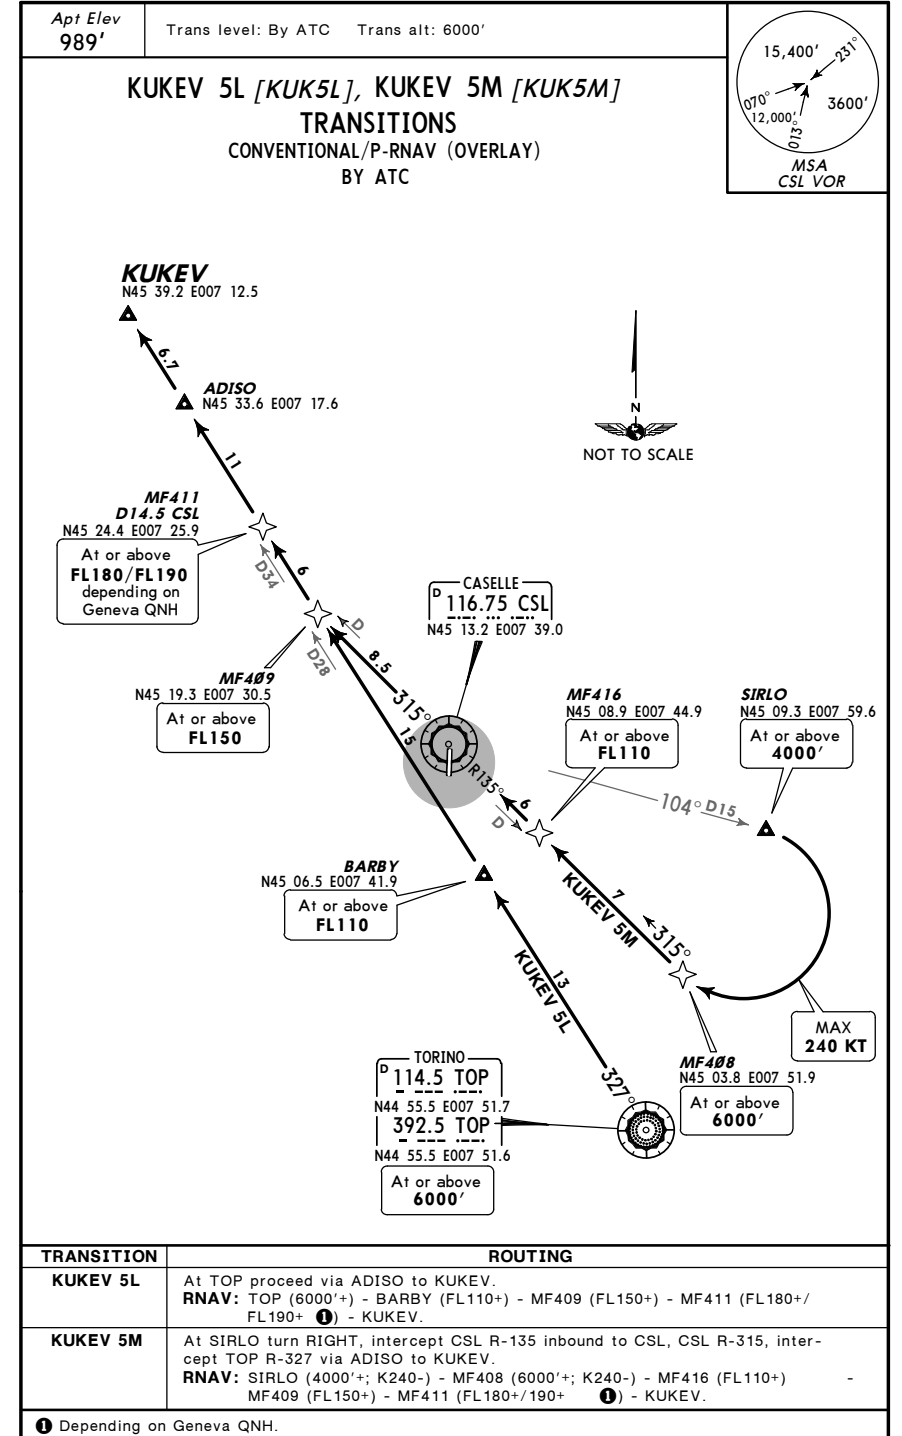 Apt Elev
989'
Trans level: By ATC Trans alt: 6000'
15,400'
231°
070°
3600'
12,000'
013°
MSA
CSL VOR
KUKEV 5L [KUK5L], KUKEV 5M [KUK5M]
TRANSITIONS
CONVENTIONAL/P-RNAV (OVERLAY)
BY ATC
KUKEV
N45 39.2 E007 12.5
6.7
ADISO
N45 33.6 E007 17.6
N
NOT TO SCALE
11
MF411
D14.5 CSL
N45 24.4 E007 25.9
At or above
FL180/FL190
depending on
Geneva QNH
D34
6
CASELLE
D 116.75 CSL
N45 13.2 E007 39.0
D
D28
8.5
MF4Ø9
N45 19.3 E007 30.5
At or above
FL150
315°
15
MF416
N45 08.9 E007 44.9
At or above
FL110
SIRLO
N45 09.3 E007 59.6
At or above
4000'
R135°
6
D
104° D15
BARBY
N45 06.5 E007 41.9
At or above
FL110
7
KUKEV 5M
315°
13
KUKEV 5L
MAX
240 KT
MF4Ø8
N45 03.8 E007 51.9
At or above
6000'
327°
TORINO
D 114.5 TOP
N44 55.5 E007 51.7
392.5 TOP
N44 55.5 E007 51.6
At or above
6000'
TRANSITION ROUTING
KUKEV 5L At TOP proceed via ADISO to KUKEV.
RNAV: TOP (6000'+) - BARBY (FL110+) - MF409 (FL150+) - MF411 (FL180+/
FL190+ ❶) - KUKEV.
KUKEV 5M At SIRLO turn RIGHT, intercept CSL R-135 inbound to CSL, CSL R-315, inter-
cept TOP R-327 via ADISO to KUKEV.
RNAV: SIRLO (4000'+; K240-) - MF408 (6000'+; K240-) - MF416 (FL110+) -
MF409 (FL150+) - MF411 (FL180+/190+ ❶) - KUKEV.
❶ Depending on Geneva QNH.